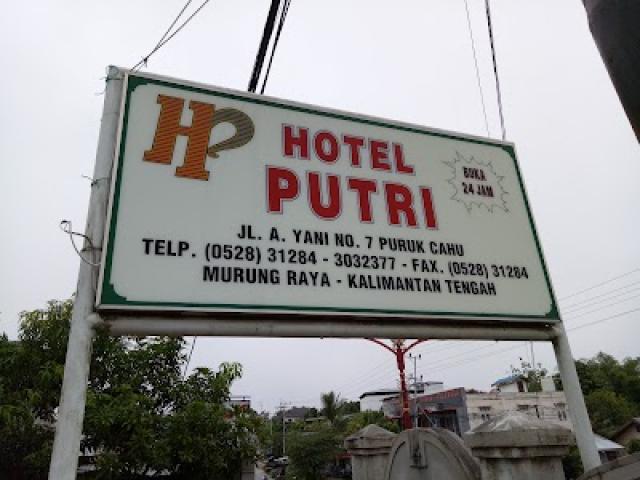 HP
HOTEL
PUTRI
BUKA
24 JAM
JL. A. YANI NO. 7 PURUK CAHU
TELP. (0528) 31284 - 3032377 - FAX. (0528) 31284
MURUNG RAYA - KALIMANTAN TENGAH